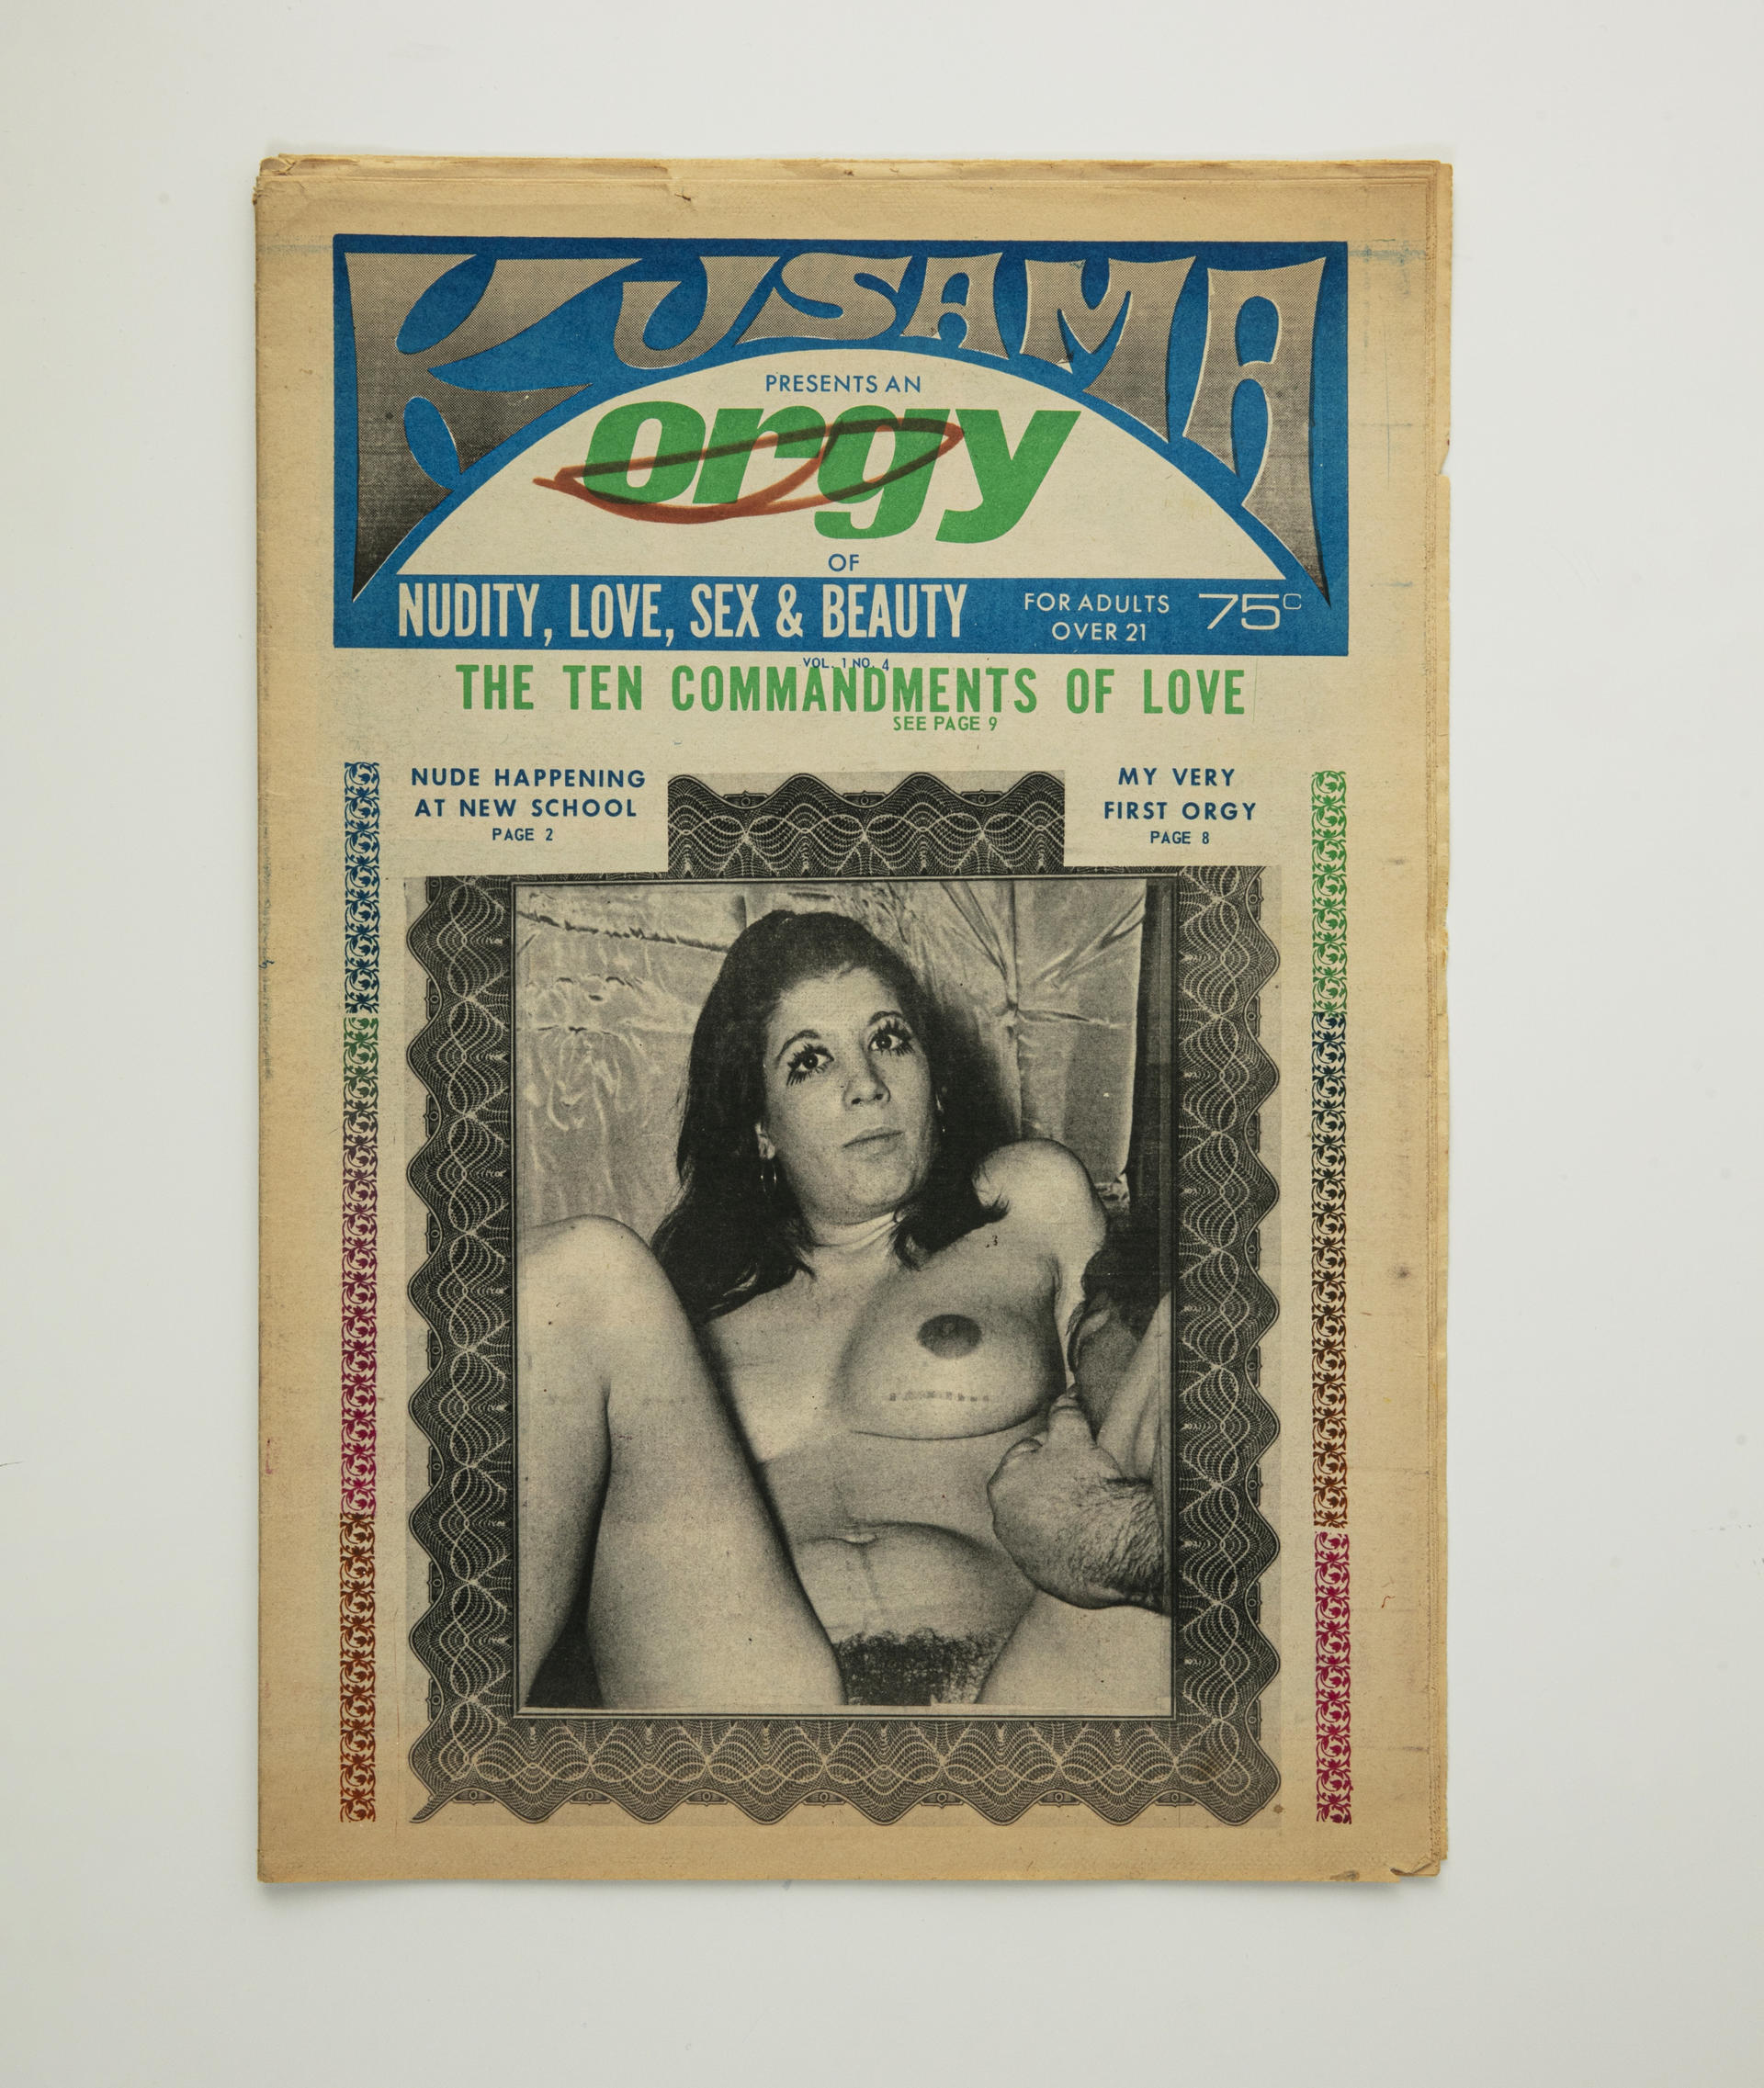 KUSAMA
PRESENTS AN
orgy
OF
NUDITY, LOVE, SEX & BEAUTY
FOR ADULTS
OVER 21
75¢
VOL. 1 NO. 4
THE TEN COMMANDMENTS OF LOVE
SEE PAGE 9
NUDE HAPPENING
AT NEW SCHOOL
PAGE 2
MY VERY
FIRST ORGY
PAGE 8